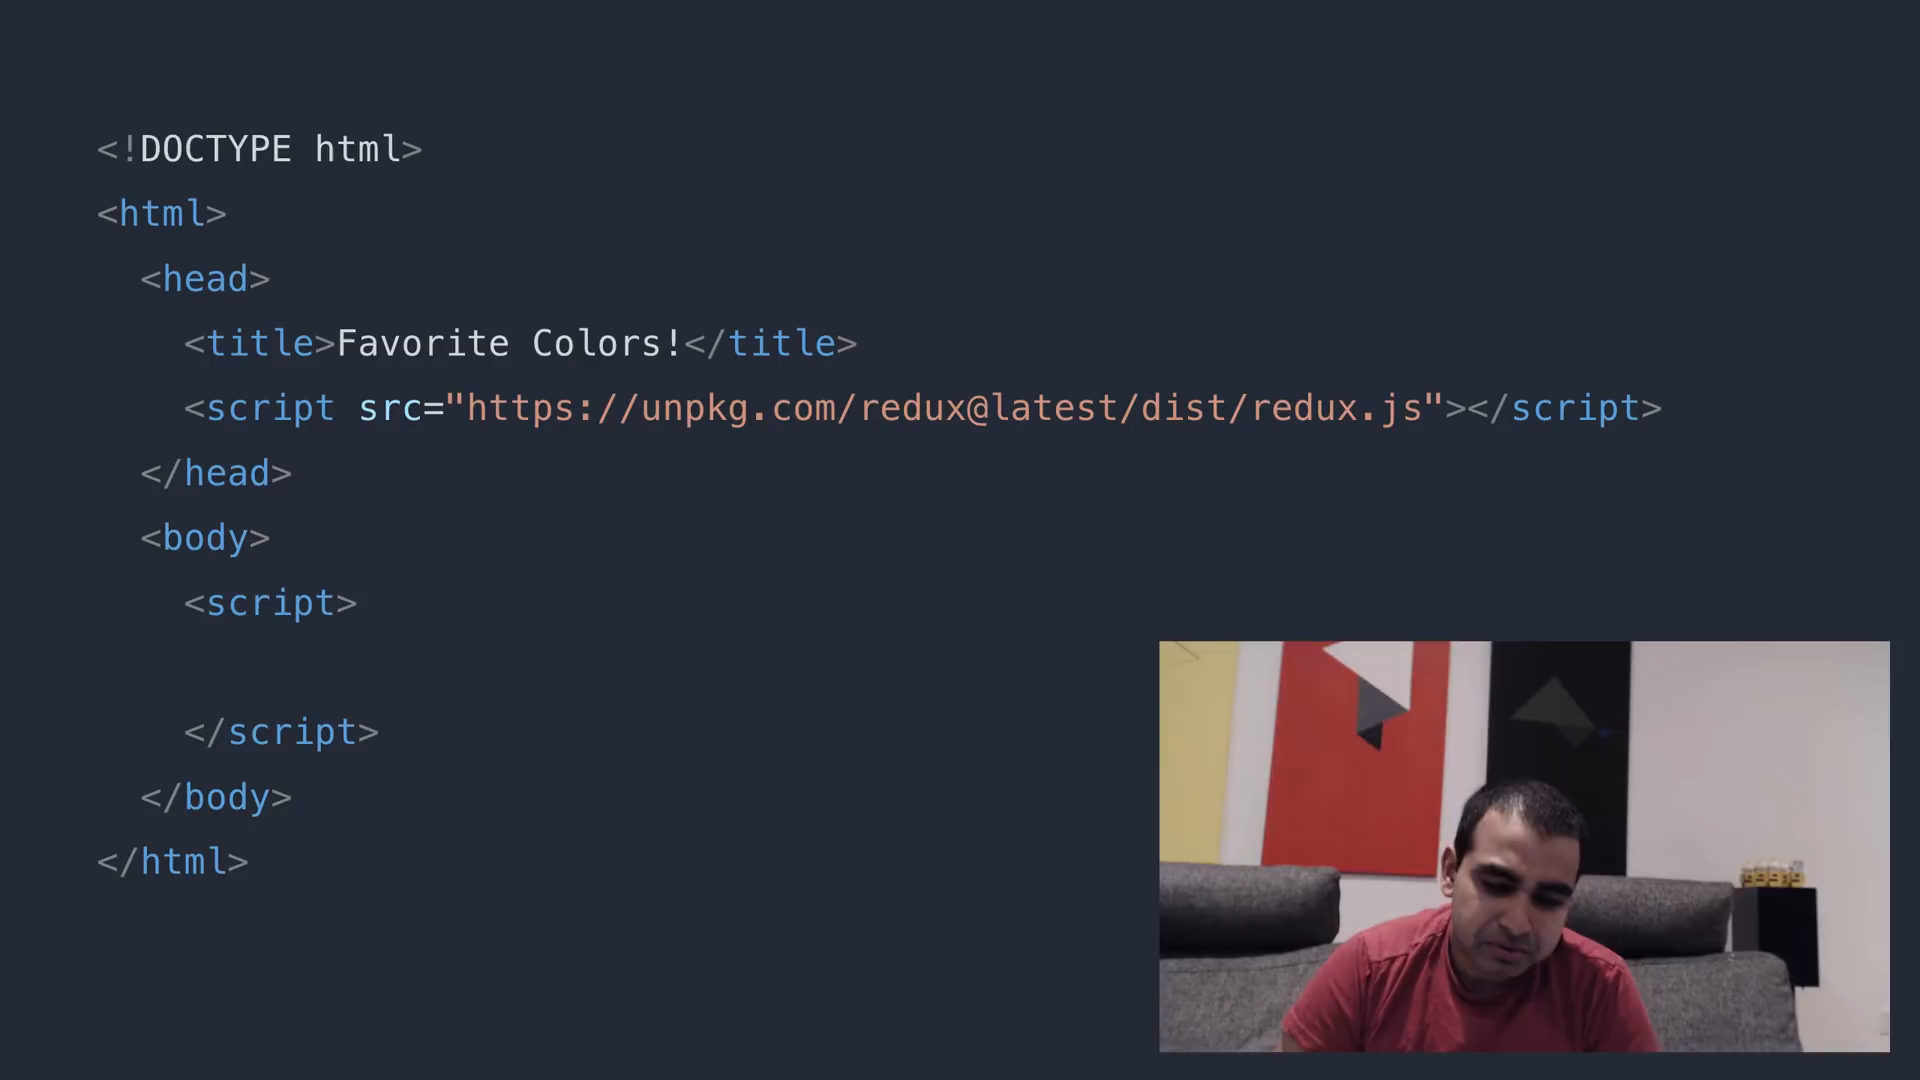 <!DOCTYPE html>
<html>
<head>
<title>Favorite Colors!</title>
<script src="https://unpkg.com/redux@latest/dist/redux.js"></script>
</head>
<body>
<script>
</script>
</body>
</html>